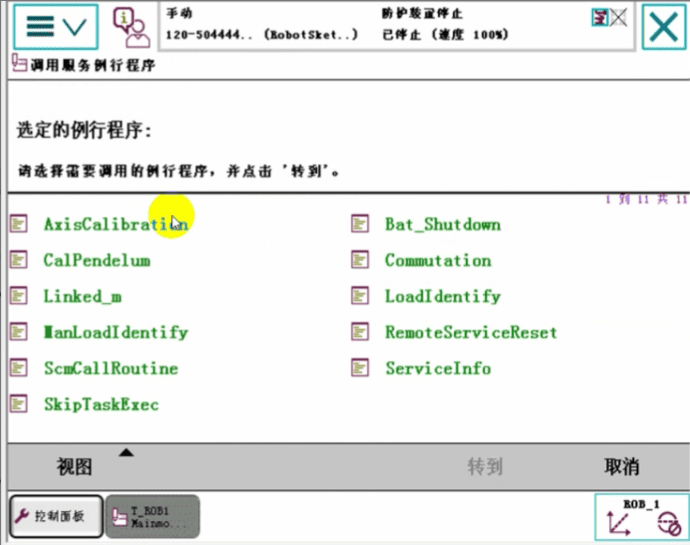 手动
防护装置停止
120-504444.. (RobotSket..)
已停止 (速度 100%)
调用服务例行程序
选定的例行程序:
请选择需要调用的例行程序，并点击 '转到'。
1 到 11 共 11
AxisCalibration
Bat_Shutdown
CalPendelum
Commutation
Linked_m
LoadIdentify
ManLoadIdentify
RemoteServiceReset
ScmCallRoutine
ServiceInfo
SkipTaskExec
视图
转到
取消
控制面板
T_ROB1
Mainmo...
ROB_1